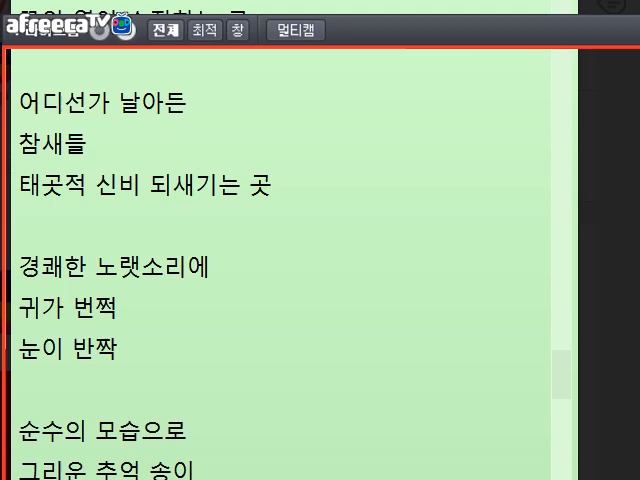 afreecaTV
전체 최적 창 멀티캠
어디선가 날아든
참새들
태곳적 신비 되새기는 곳
경쾌한 노랫소리에
귀가 번쩍
눈이 반짝
순수의 모습으로
그리운 추억 송이